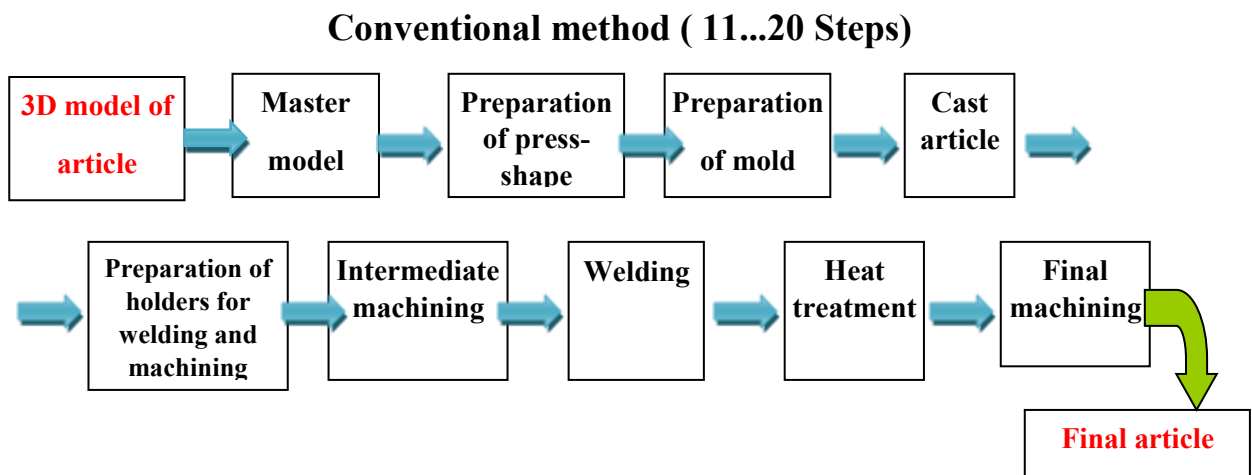 Conventional method ( 11...20 Steps)
3D model of
article
Master
model
Preparation
of press-
shape
Preparation
of mold
Cast
article
Preparation of
holders for
welding and
machining
Intermediate
machining
Welding
Heat
treatment
Final
machining
Final article